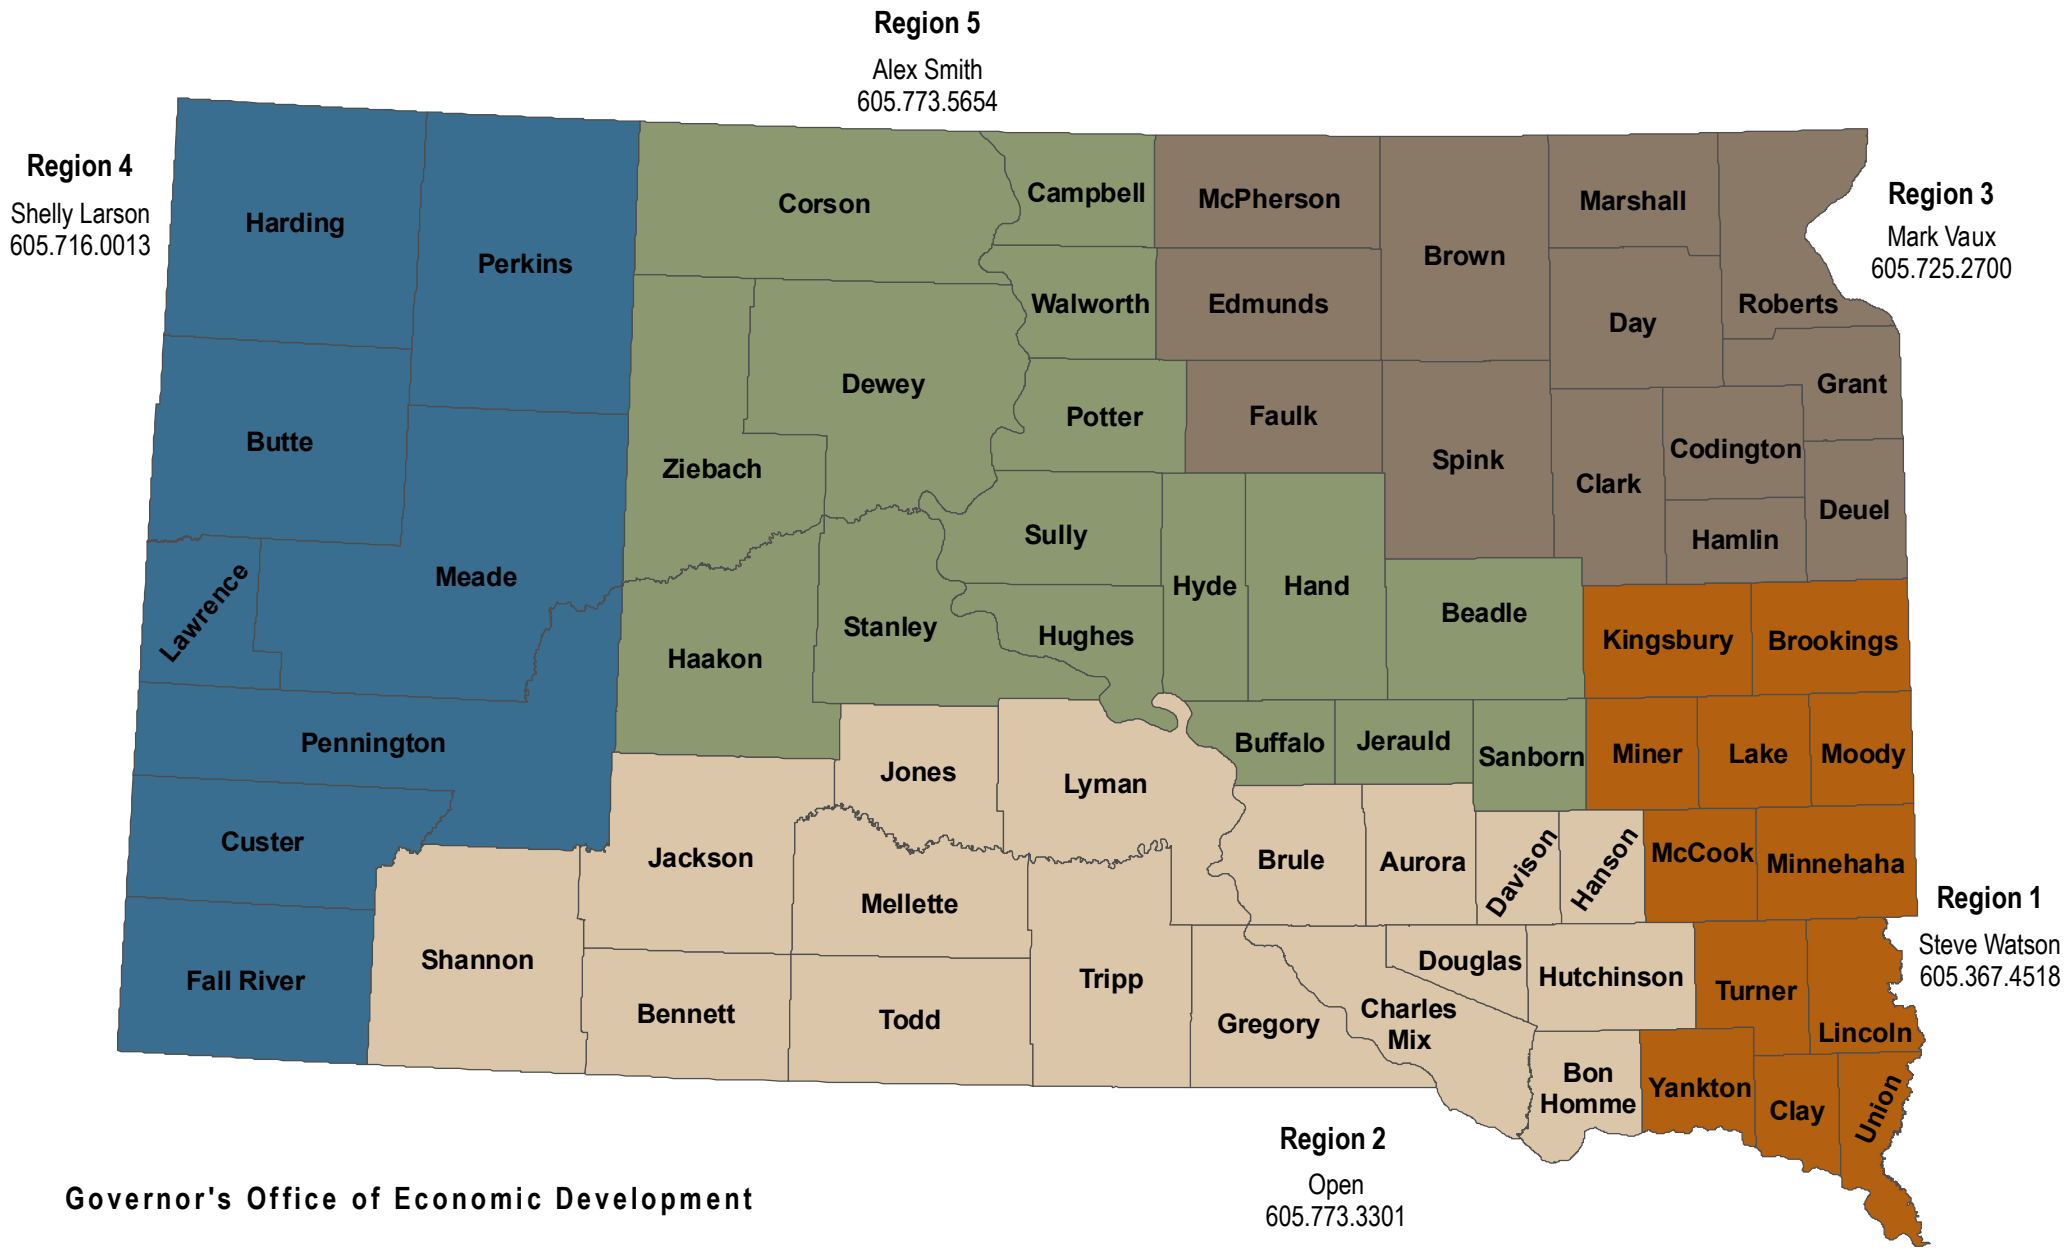 Region 5
Alex Smith
605.773.5654
Region 4
Shelly Larson
605.716.0013
Region 3
Mark Vaux
605.725.2700
Harding
Perkins
Corson
Campbell
McPherson
Brown
Marshall
Roberts
Walworth
Edmunds
Day
Grant
Butte
Dewey
Potter
Faulk
Ziebach
Spink
Clark
Codington
Deuel
Hamlin
Sully
Meade
Lawrence
Hyde
Hand
Beadle
Stanley
Hughes
Haakon
Kingsbury
Brookings
Pennington
Buffalo
Jerauld
Sanborn
Miner
Lake
Moody
Jones
Lyman
Custer
Jackson
Brule
Aurora
Davison
Hanson
McCook
Minnehaha
Mellette
Region 1
Steve Watson
605.367.4518
Fall River
Shannon
Tripp
Douglas
Hutchinson
Turner
Bennett
Todd
Gregory
Charles
Mix
Lincoln
Bon
Homme
Yankton
Clay
Union
Region 2
Open
605.773.3301
Governor's Office of Economic Development